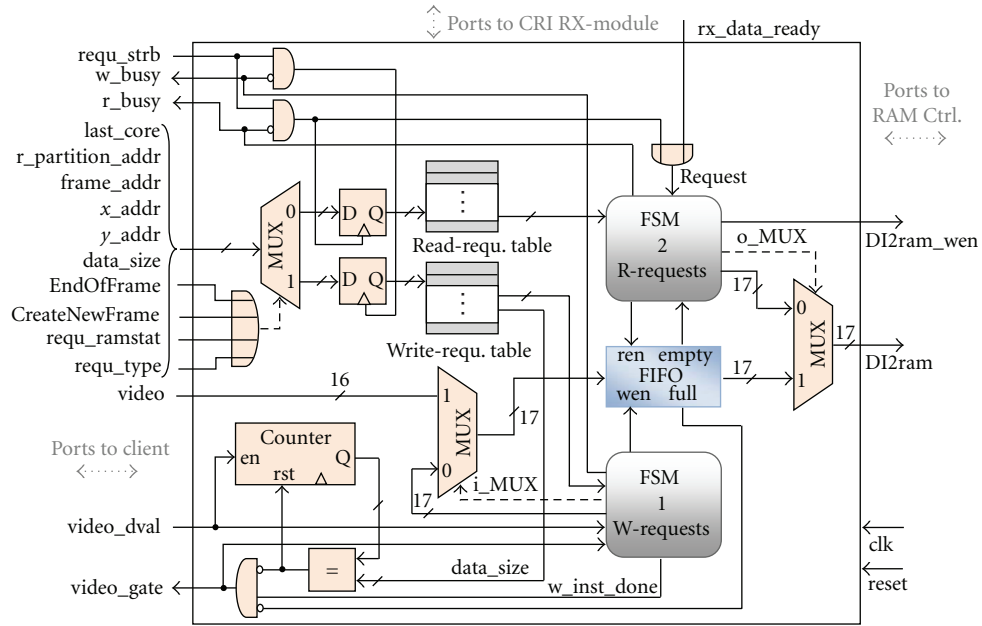 Ports to CRI RX-module
rx_data_ready
requ_strb
w_busy
r_busy
Ports to
RAM Ctrl.
last_core
r_partition_addr
frame_addr
x_addr
y_addr
data_size
EndOfFrame
CreateNewFrame
requ_ramstat
requ_type
video
MUX
0
1
D Q
D Q
Read-requ. table
Write-requ. table
Request
FSM
2
R-requests
o_MUX
DI2ram_wen
17
0
MUX
1
17
DI2ram
ren empty
FIFO
wen full
17
16
1
MUX
0
17
17
i_MUX
Ports to client
Counter
en
Q
rst
FSM
1
W-requests
video_dval
clk
=
data_size
w_inst_done
reset
video_gate